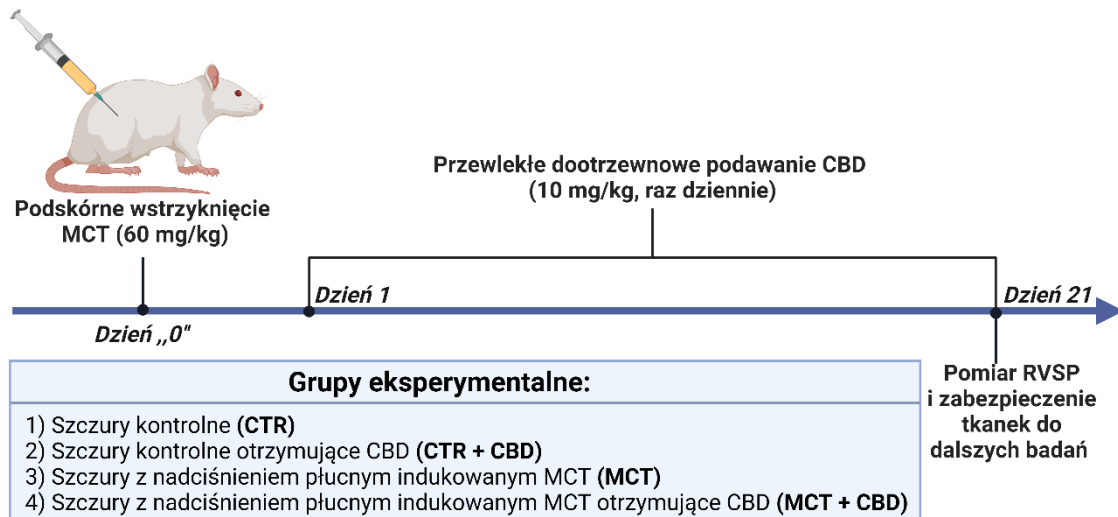 Podskórne wstrzyknięcie
MCT (60 mg/kg)
Przewlekłe dootrzewnowe podawanie CBD
(10 mg/kg, raz dziennie)
Dzień ,,0"
Dzień 1
Dzień 21
Pomiar RVSP
i zabezpieczenie
tkanek do
dalszych badań
Grupy eksperymentalne:
1) Szczury kontrolne (CTR)
2) Szczury kontrolne otrzymujące CBD (CTR + CBD)
3) Szczury z nadciśnieniem płucnym indukowanym MCT (MCT)
4) Szczury z nadciśnieniem płucnym indukowanym MCT otrzymujące CBD (MCT + CBD)